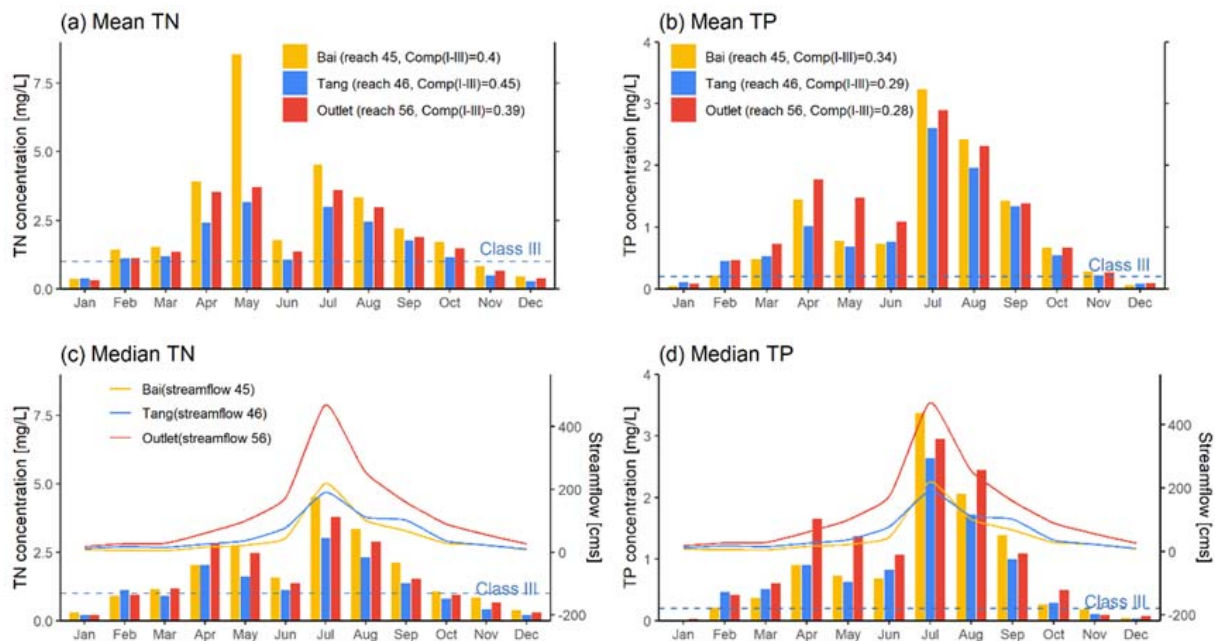 (a) Mean TN
TN concentration [mg/L]
7.5
5.0
2.5
0.0
Bai (reach 45, Comp(I-III)=0.4)
Tang (reach 46, Comp(I-III)=0.45)
Outlet (reach 56, Comp(I-III)=0.39)
Class III
Jan Feb Mar Apr May Jun Jul Aug Sep Oct Nov Dec
(b) Mean TP
TP concentration [mg/L]
4
3
2
1
0
Bai (reach 45, Comp(I-III)=0.34)
Tang (reach 46, Comp(I-III)=0.29)
Outlet (reach 56, Comp(I-III)=0.28)
Class III
Jan Feb Mar Apr May Jun Jul Aug Sep Oct Nov Dec
(c) Median TN
TN concentration [mg/L]
7.5
5.0
2.5
0.0
Bai(streamflow 45)
Tang(streamflow 46)
Outlet(streamflow 56)
Class III
400
200
0
-200
Streamflow [cms]
Jan Feb Mar Apr May Jun Jul Aug Sep Oct Nov Dec
(d) Median TP
TP concentration [mg/L]
4
3
2
1
0
Class III
400
200
0
-200
Streamflow [cms]
Jan Feb Mar Apr May Jun Jul Aug Sep Oct Nov Dec